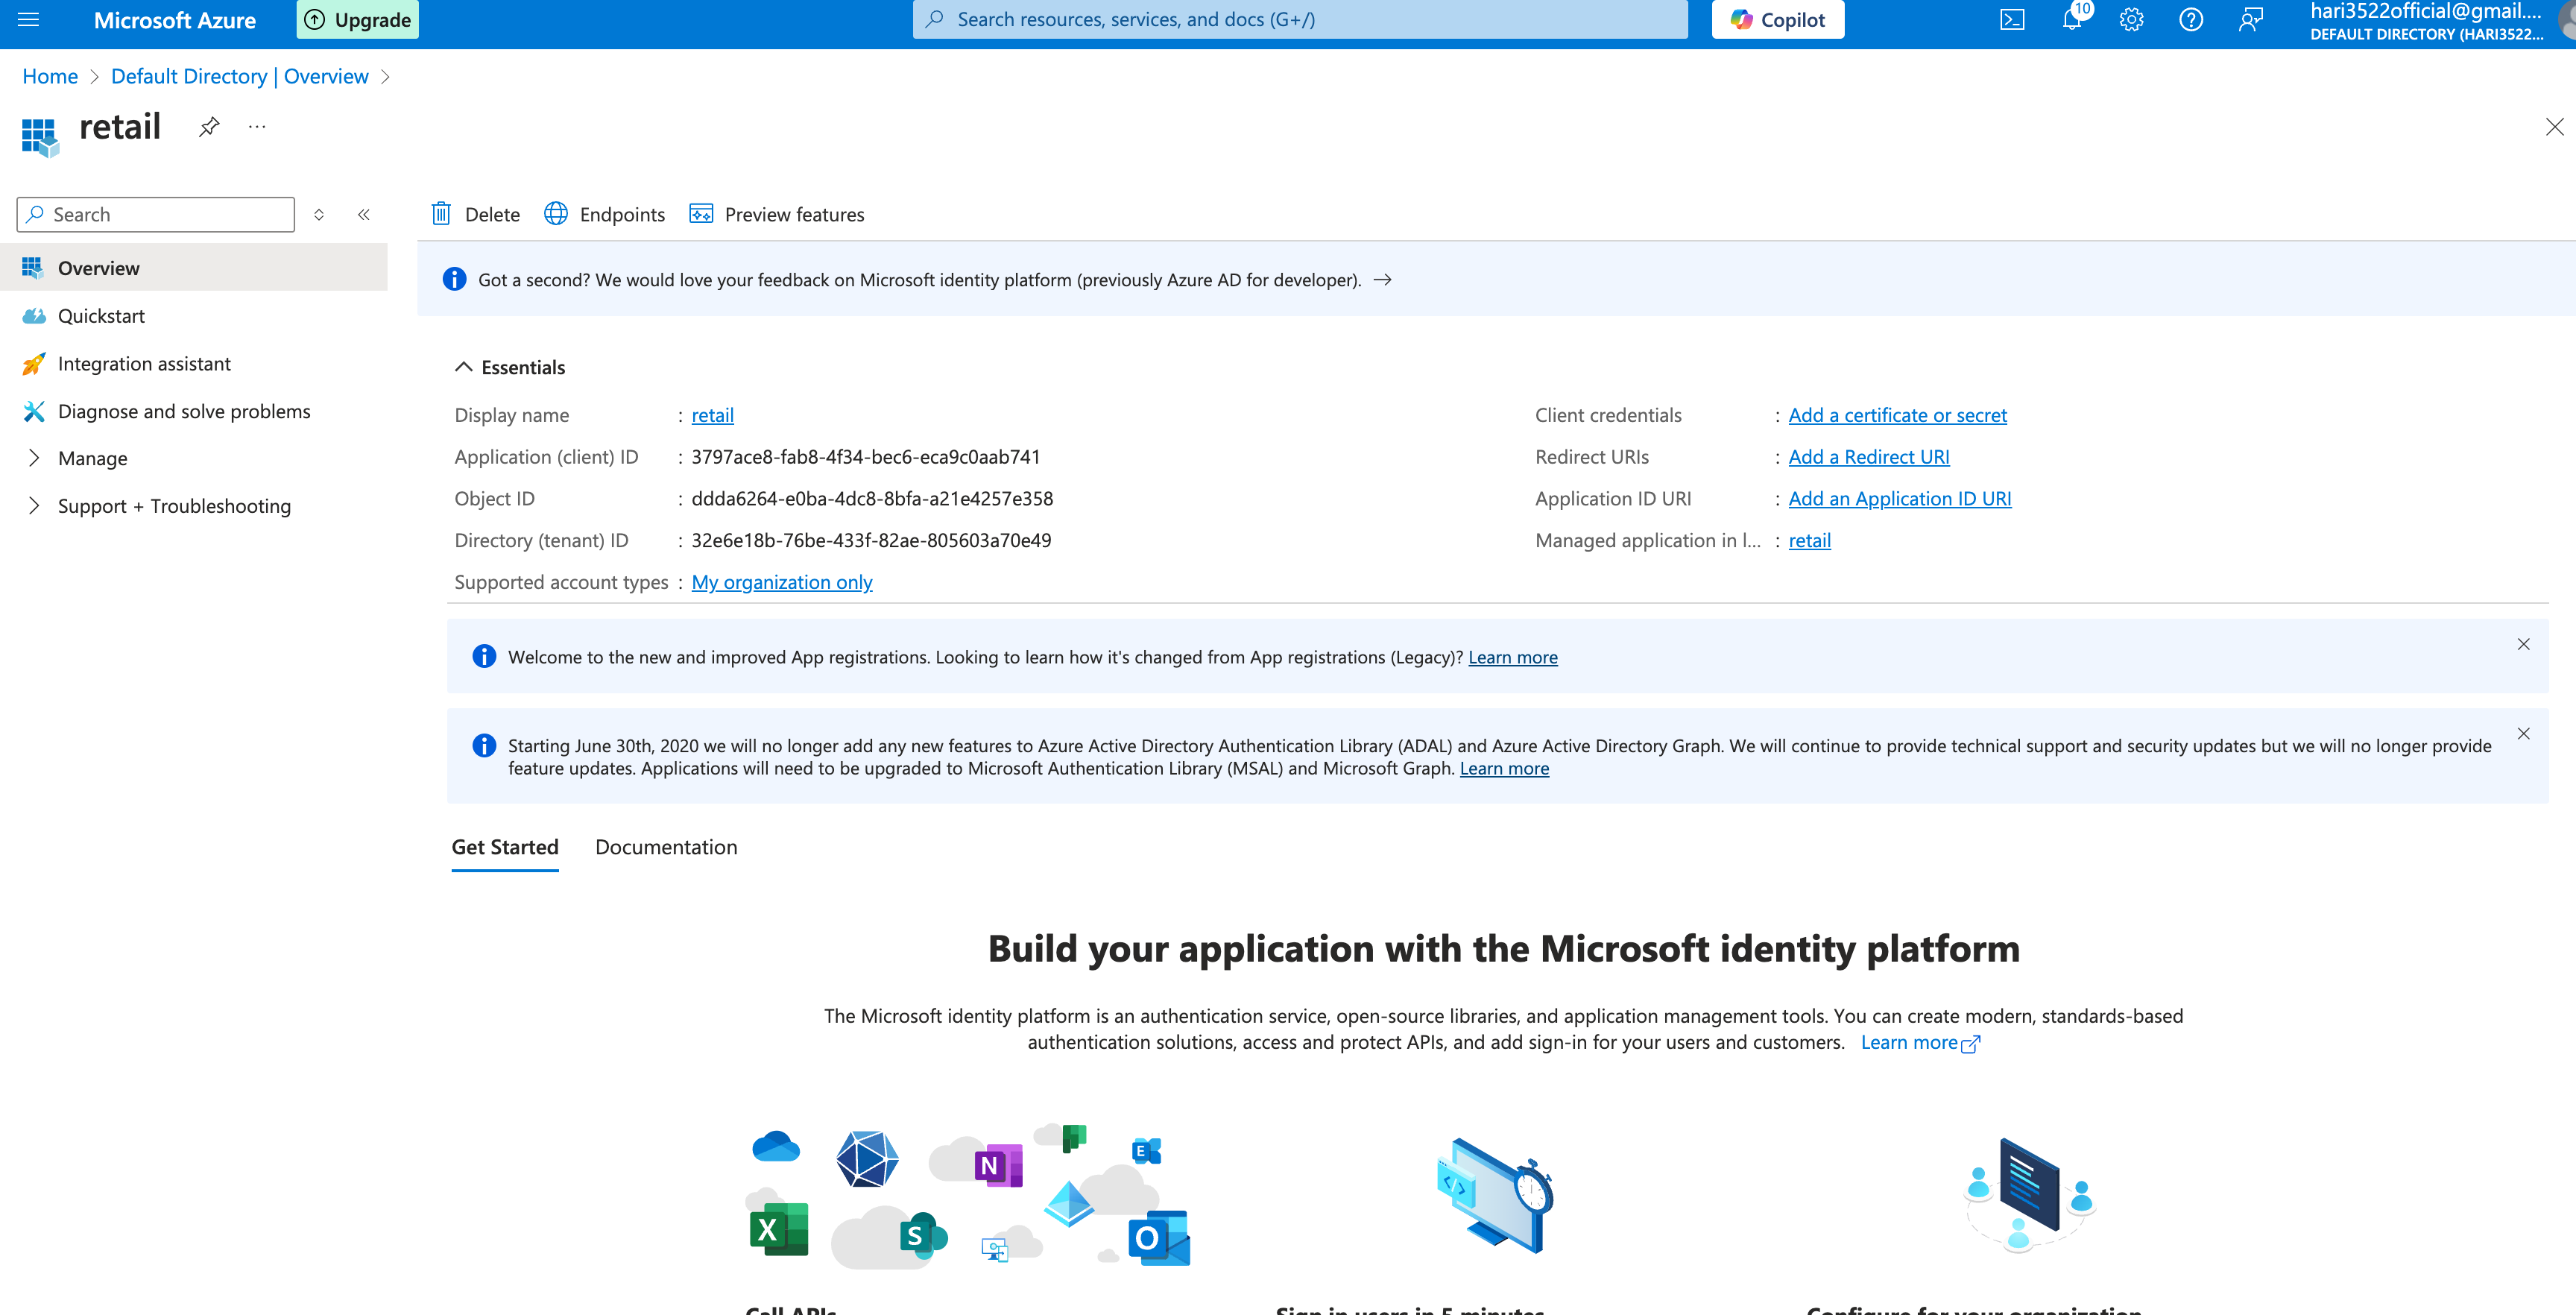 Microsoft Azure
Upgrade
Search resources, services, and docs (G+/)
Copilot
10
hari3522official@gmail....
DEFAULT DIRECTORY (HARI3522...
Home > Default Directory | Overview >
retail
...
Search
Overview
Quickstart
Integration assistant
Diagnose and solve problems
Manage
Support + Troubleshooting
Delete
Endpoints
Preview features
Got a second? We would love your feedback on Microsoft identity platform (previously Azure AD for developer). →
Essentials
Display name : retail
Application (client) ID : 3797ace8-fab8-4f34-bec6-eca9c0aab741
Object ID : ddda6264-e0ba-4dc8-8bfa-a21e4257e358
Directory (tenant) ID : 32e6e18b-76be-433f-82ae-805603a70e49
Supported account types : My organization only
Client credentials : Add a certificate or secret
Redirect URIs : Add a Redirect URI
Application ID URI : Add an Application ID URI
Managed application in l... : retail
Welcome to the new and improved App registrations. Looking to learn how it's changed from App registrations (Legacy)? Learn more
Starting June 30th, 2020 we will no longer add any new features to Azure Active Directory Authentication Library (ADAL) and Azure Active Directory Graph. We will continue to provide technical support and security updates but we will no longer provide
feature updates. Applications will need to be upgraded to Microsoft Authentication Library (MSAL) and Microsoft Graph. Learn more
Get Started
Documentation
Build your application with the Microsoft identity platform
The Microsoft identity platform is an authentication service, open-source libraries, and application management tools. You can create modern, standards-based
authentication solutions, access and protect APIs, and add sign-in for your users and customers. Learn more
N
E
X
S
O
Call APIs
Sign in users in 5 minutes
Configure for your organization